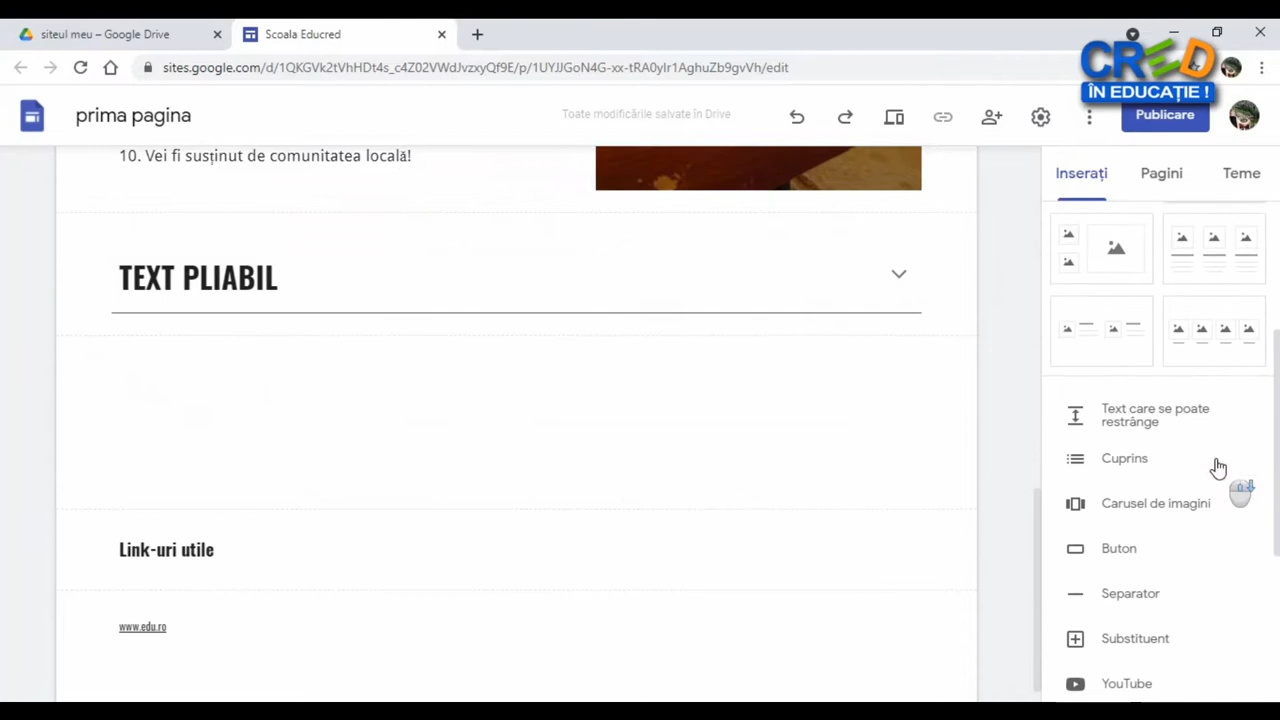 siteul meu – Google Drive
Scoala Educred
sites.google.com/d/1QKGVk2tVhHDt4s_c4Z02VWdJvzxyQf9E/p/1UYJJGoN4G-xx-tRA0yIr1AghuZb9gvVh/edit
CRED
ÎN EDUCAȚIE !
prima pagina
Toate modificările salvate în Drive
Publicare
10. Vei fi susținut de comunitatea locală!
Inserați
Pagini
Teme
TEXT PLIABIL
Text care se poate
restrânge
Cuprins
Carusel de imagini
Buton
Link-uri utile
Separator
www.edu.ro
Substituent
YouTube